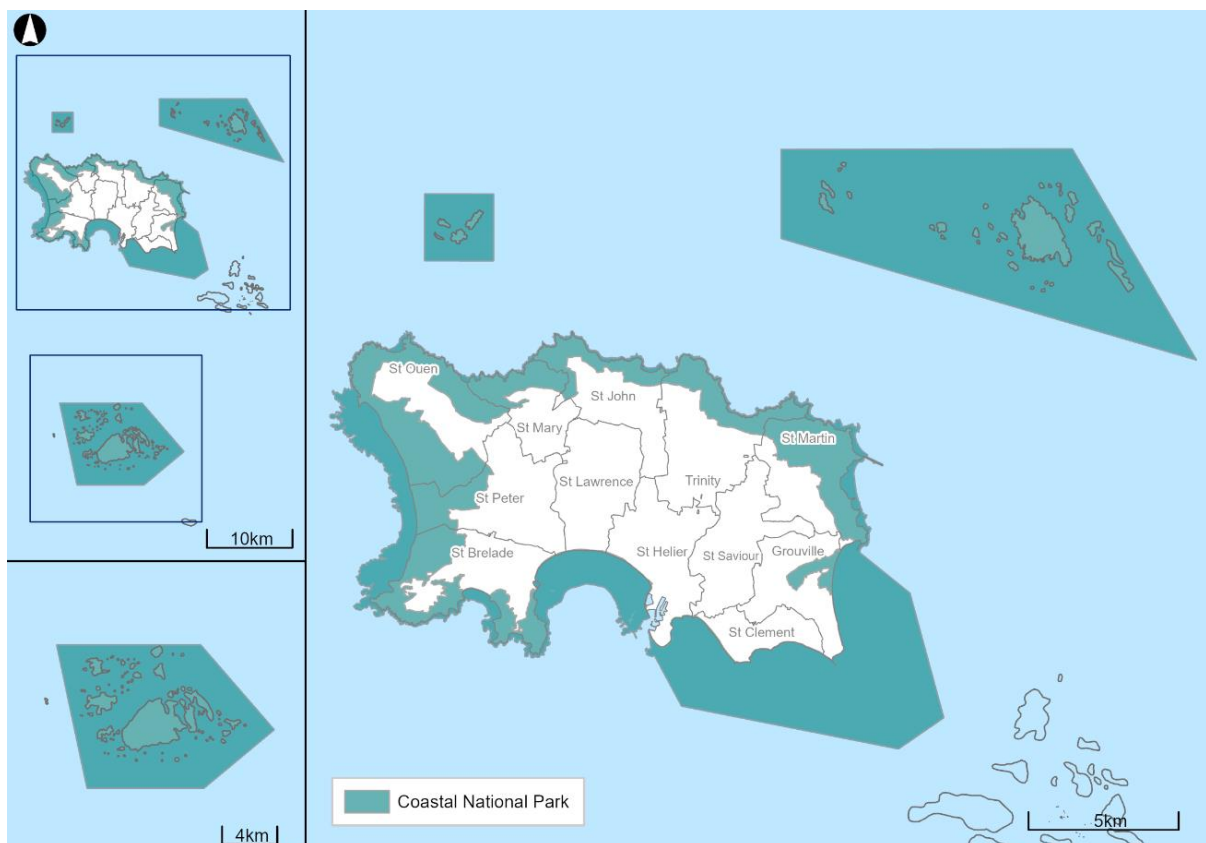 10km
4km
St Ouen
St John
St Mary
St Martin
St Lawrence
Trinity
St Peter
St Brelade
St Helier
St Saviour
Grouville
St Clement
Coastal National Park
5km